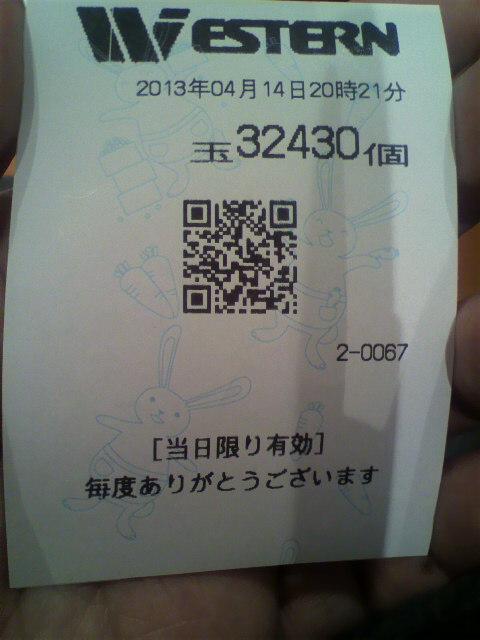 WESTERN
2013年04月14日20時21分
玉32430個
2-0067
[当日限り有効]
毎度ありがとうございます